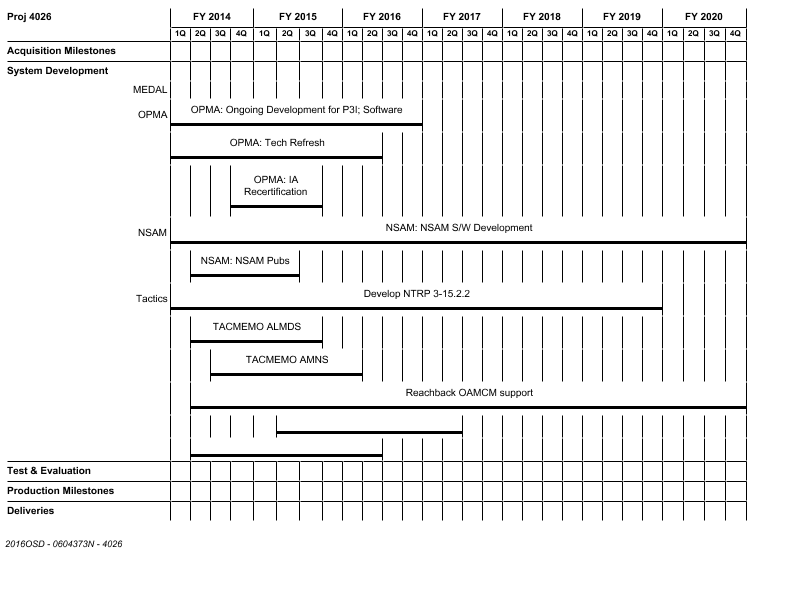 Proj 4026 FY 2014 FY 2015 FY 2016 FY 2017 FY 2018 FY 2019 FY 2020
1Q 2Q 3Q 4Q 1Q 2Q 3Q 4Q 1Q 2Q 3Q 4Q 1Q 2Q 3Q 4Q 1Q 2Q 3Q 4Q 1Q 2Q 3Q 4Q 1Q 2Q 3Q 4Q
Acquisition Milestones
System Development
MEDAL
OPMA: Ongoing Development for P3I; Software
OPMA
OPMA: Tech Refresh
OPMA: IA
Recertification
NSAM: NSAM S/W Development
NSAM
NSAM: NSAM Pubs
Develop NTRP 3-15.2.2
Tactics
TACMEMO ALMDS
TACMEMO AMNS
Reachback OAMCM support
Test & Evaluation
Production Milestones
Deliveries
2016OSD - 0604373N - 4026